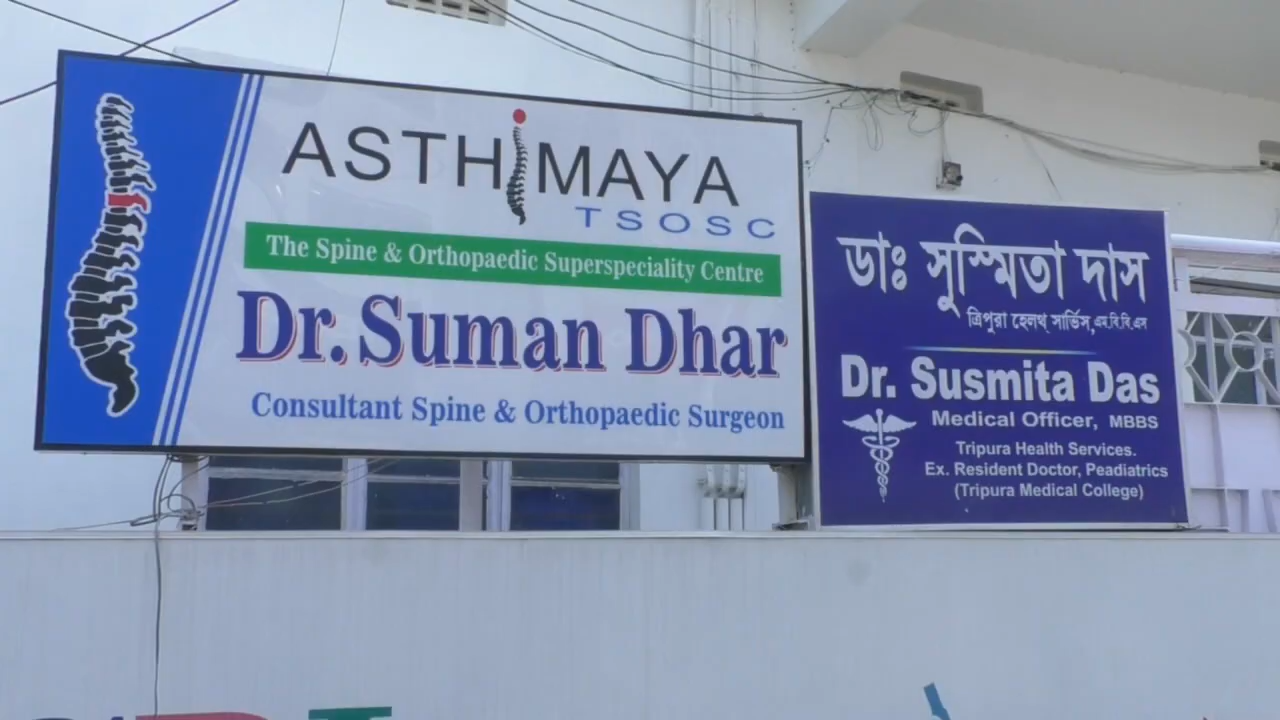 ASTHIMAYA
TSOSC
The Spine & Orthopaedic Superspeciality Centre
Dr. Suman Dhar
Consultant Spine & Orthopaedic Surgeon
ডাঃ সুস্মিতা দাস
ত্রিপুরা হেলথ্ সার্ভিস, এম.বি.বি.এস
Dr. Susmita Das
Medical Officer, MBBS
Tripura Health Services.
Ex. Resident Doctor, Peadiatrics
(Tripura Medical College)